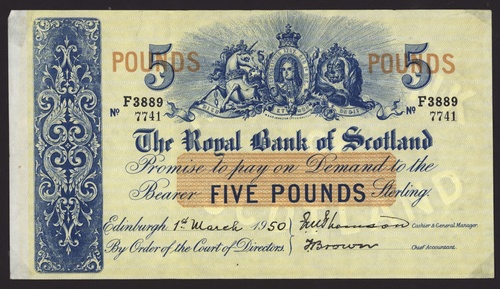 5 POUNDS POUNDS 5
F3889 F3889
Nº 7741 Nº 7741
The Royal Bank of Scotland
Promise to pay on Demand to the
Bearer FIVE POUNDS Sterling.
Edinburgh, 1st March 1950 Cashier & General Manager.
By Order of the Court of Directors J Brown Chief Accountant.